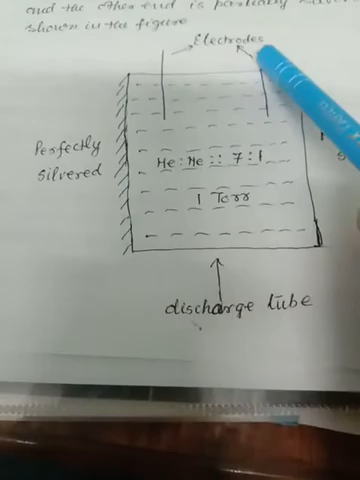 and the other end is partially
shown in the figure
Electrodes
Perfectly
silvered
He : Ne :: 7 : 1
1 Torr
discharge tube